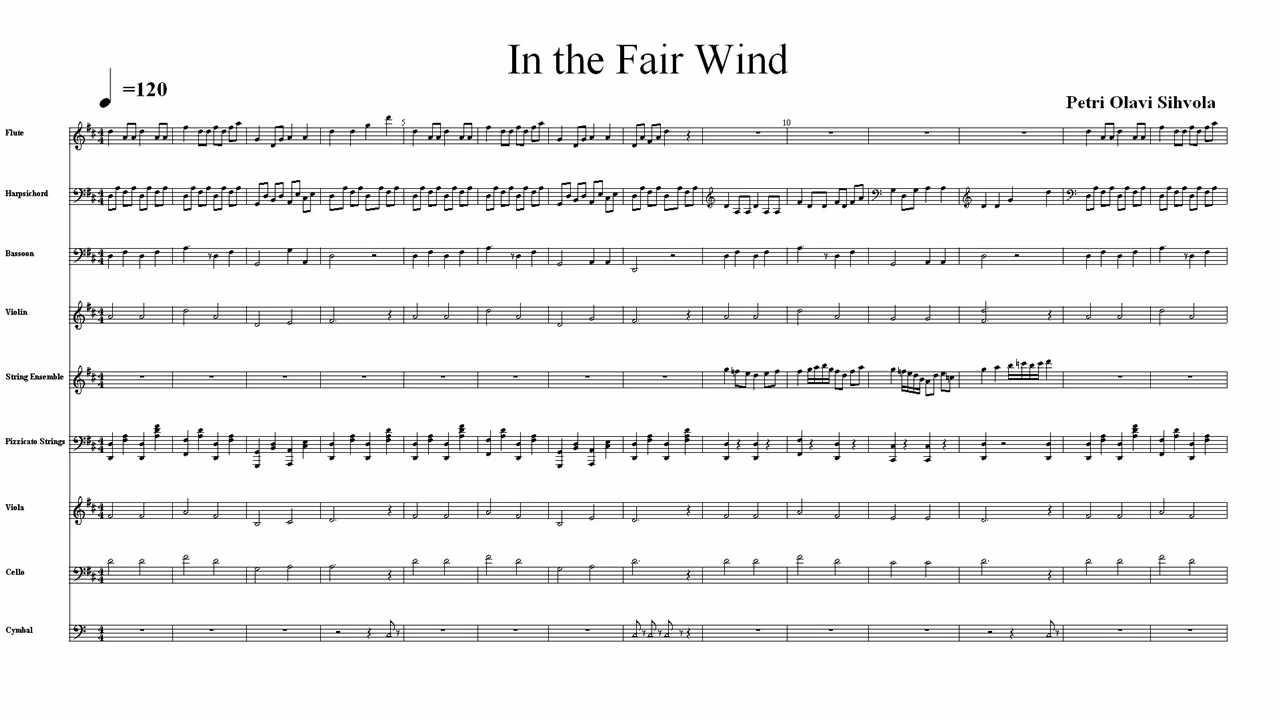 In the Fair Wind
=120
Petri Olavi Sihvola
Flute
5
10
Harpsichord
Bassoon
Violin
String Ensemble
Pizzicato Strings
Viola
Cello
Cymbal